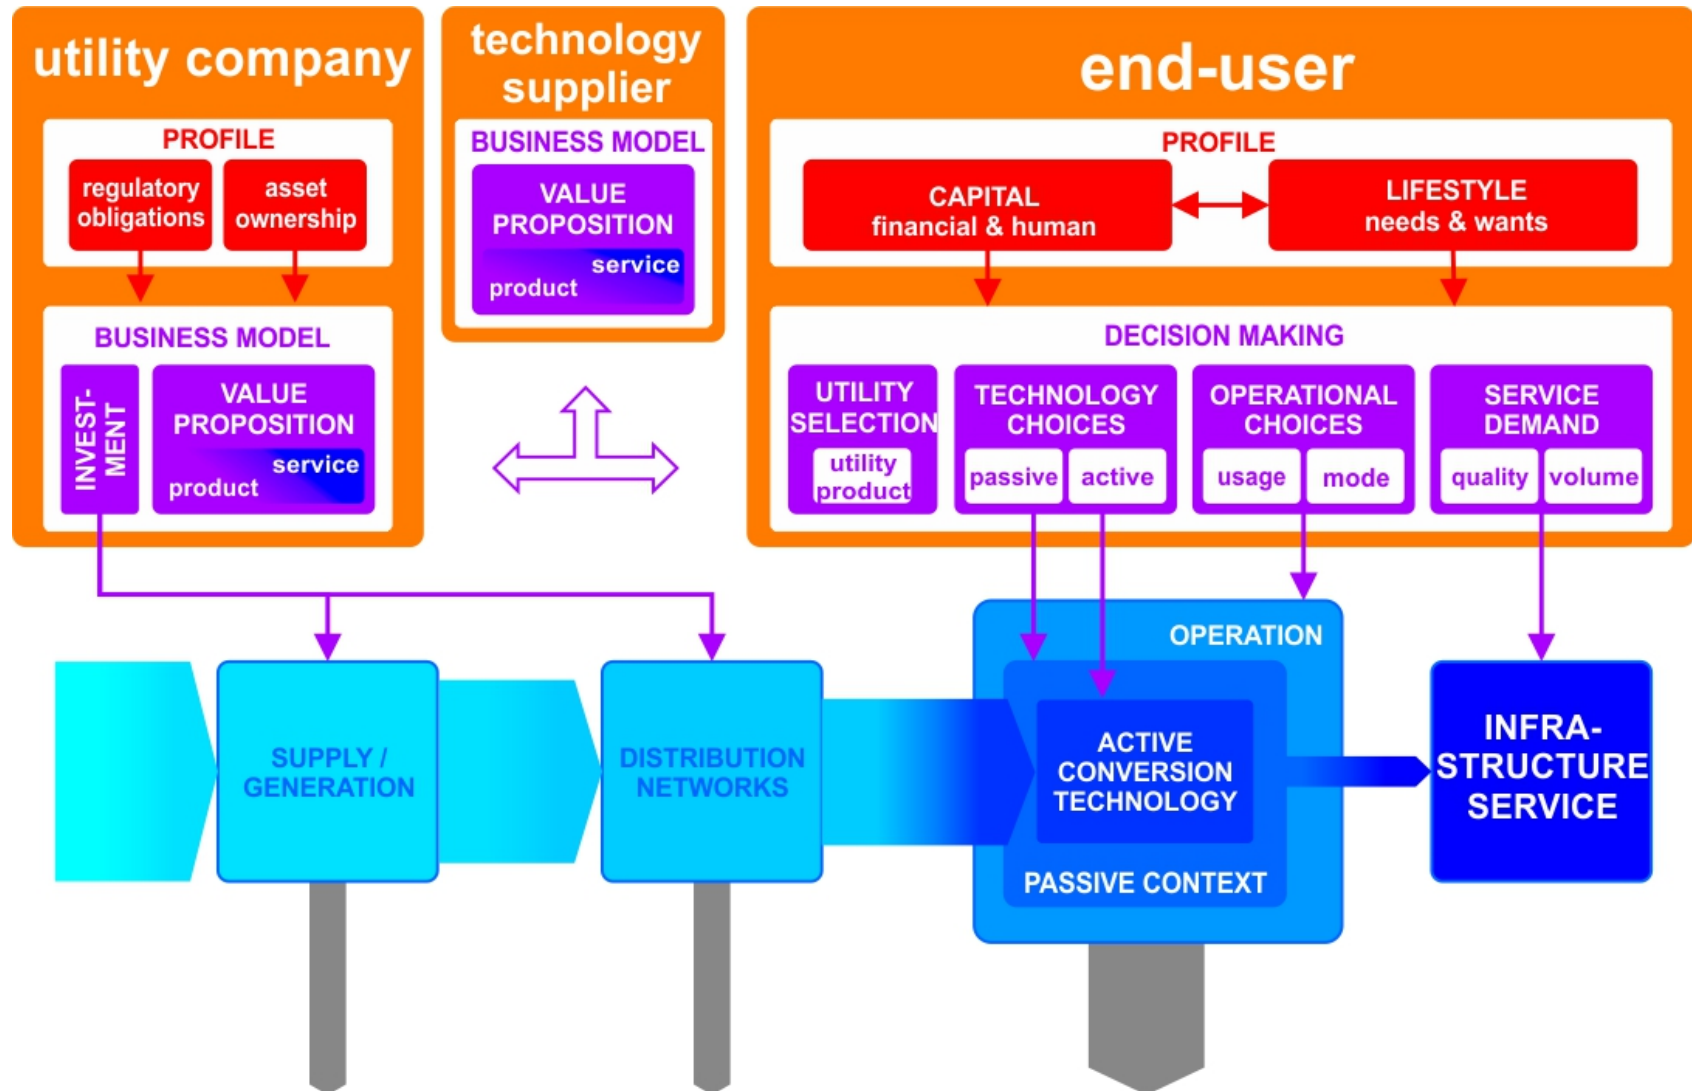 utility company
PROFILE
regulatory
obligations
asset
ownership
BUSINESS MODEL
INVEST-
MENT
VALUE
PROPOSITION
service
product
technology
supplier
BUSINESS MODEL
VALUE
PROPOSITION
service
product
end-user
PROFILE
CAPITAL
financial & human
LIFESTYLE
needs & wants
DECISION MAKING
UTILITY
SELECTION
utility
product
TECHNOLOGY
CHOICES
passive
active
OPERATIONAL
CHOICES
usage
mode
SERVICE
DEMAND
quality
volume
SUPPLY /
GENERATION
DISTRIBUTION
NETWORKS
OPERATION
ACTIVE
CONVERSION
TECHNOLOGY
PASSIVE CONTEXT
INFRA-
STRUCTURE
SERVICE